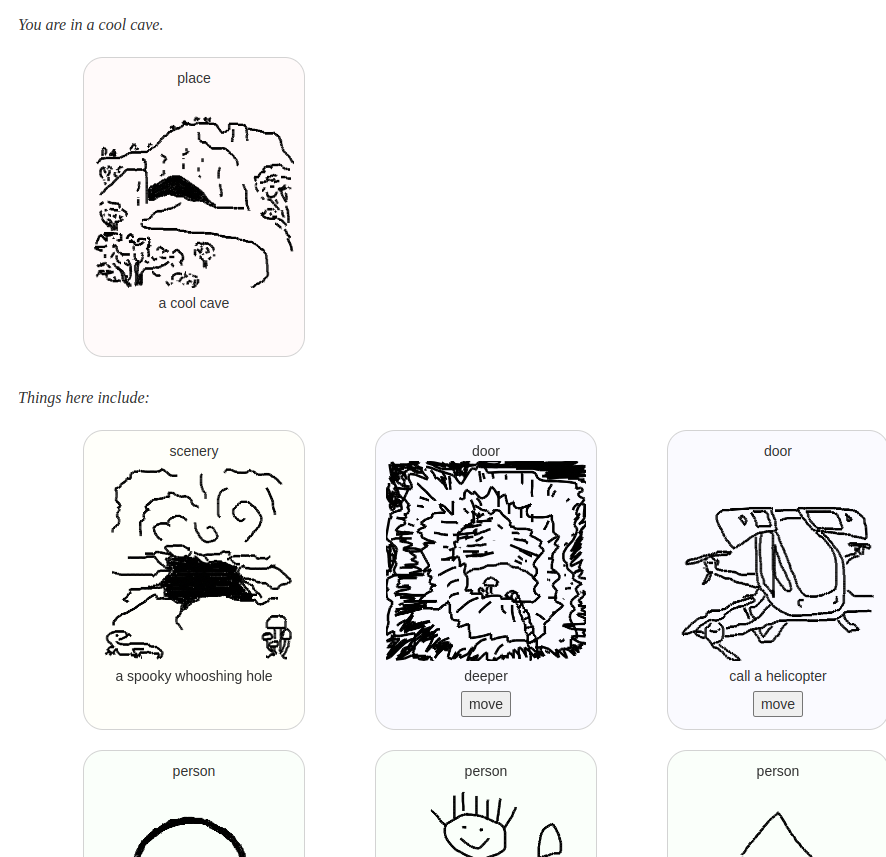 You are in a cool cave.
place
a cool cave
Things here include:
scenery
door
door
a spooky whooshing hole
deeper
call a helicopter
move
move
person
person
person